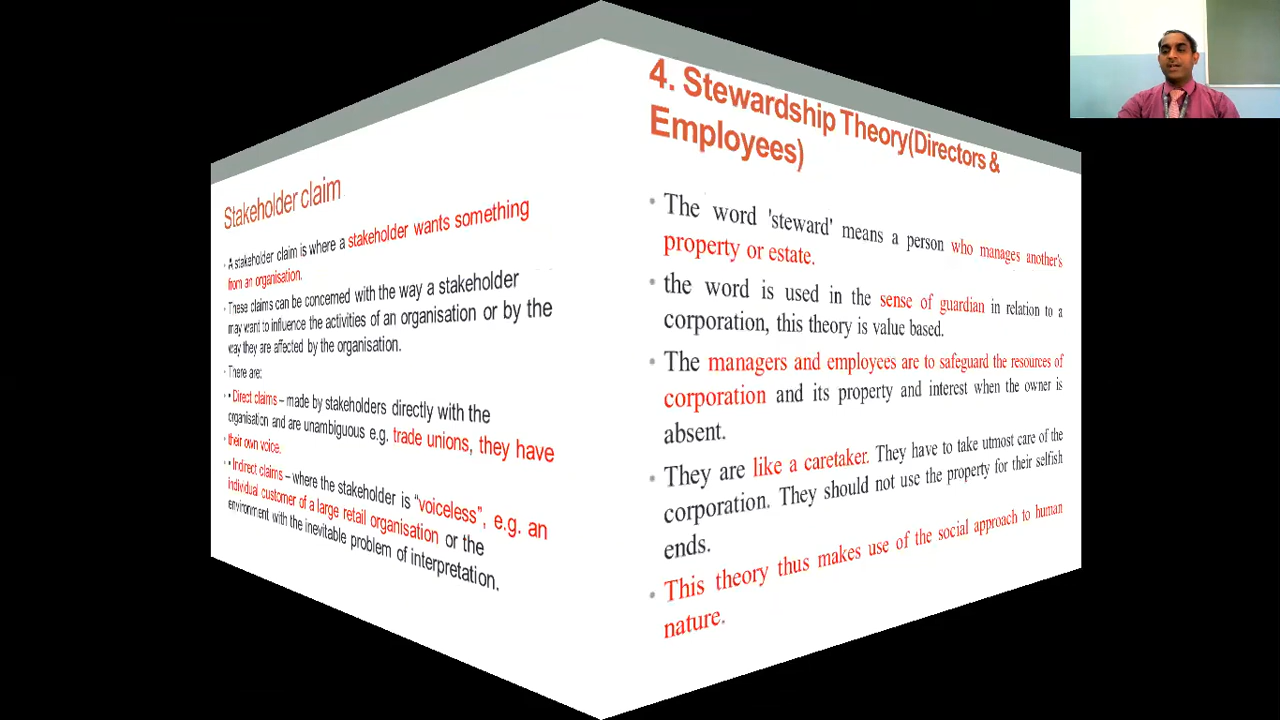 Stakeholder claim
• A stakeholder claim is where a stakeholder wants something
from an organisation.
• These claims can be concerned with the way a stakeholder
may want to influence the activities of an organisation or by the
way they are affected by the organisation.
• There are:
• • Direct claims – made by stakeholders directly with the
organisation and are unambiguous e.g. trade unions, they have
• their own voice.
• • Indirect claims – where the stakeholder is “voiceless”, e.g. an
individual customer of a large retail organisation or the
environment with the inevitable problem of interpretation.
4. Stewardship Theory(Directors &
Employees)
• The word 'steward' means a person who manages another's
property or estate.
• the word is used in the sense of guardian in relation to a
corporation, this theory is value based.
• The managers and employees are to safeguard the resources of
corporation and its property and interest when the owner is
absent.
• They are like a caretaker. They have to take utmost care of the
corporation. They should not use the property for their selfish
ends.
• This theory thus makes use of the social approach to human
nature.